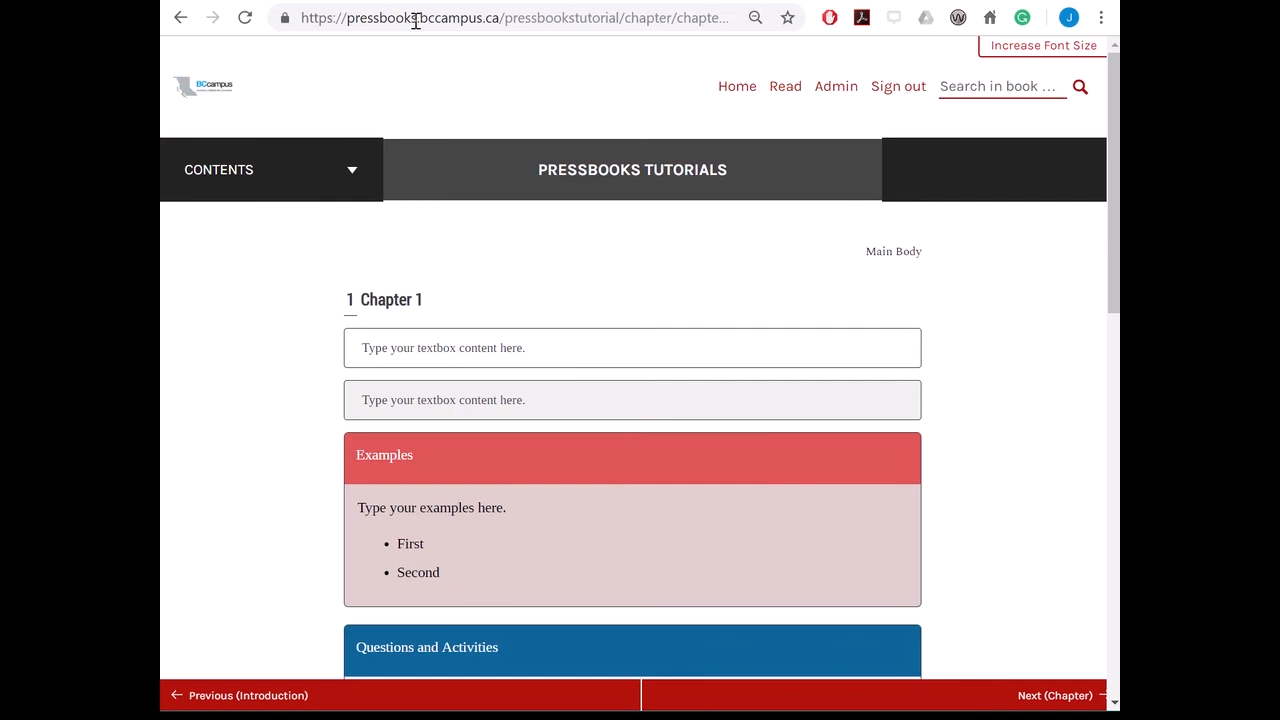 https://pressbooks.bccampus.ca/pressbookstutorial/chapter/chapte...
J
Increase Font Size
BCcampus
Home Read Admin Sign out Search in book ...
CONTENTS
PRESSBOOKS TUTORIALS
Main Body
1 Chapter 1
Type your textbox content here.
Type your textbox content here.
Examples
Type your examples here.
• First
• Second
Questions and Activities
← Previous (Introduction)
Next (Chapter) →